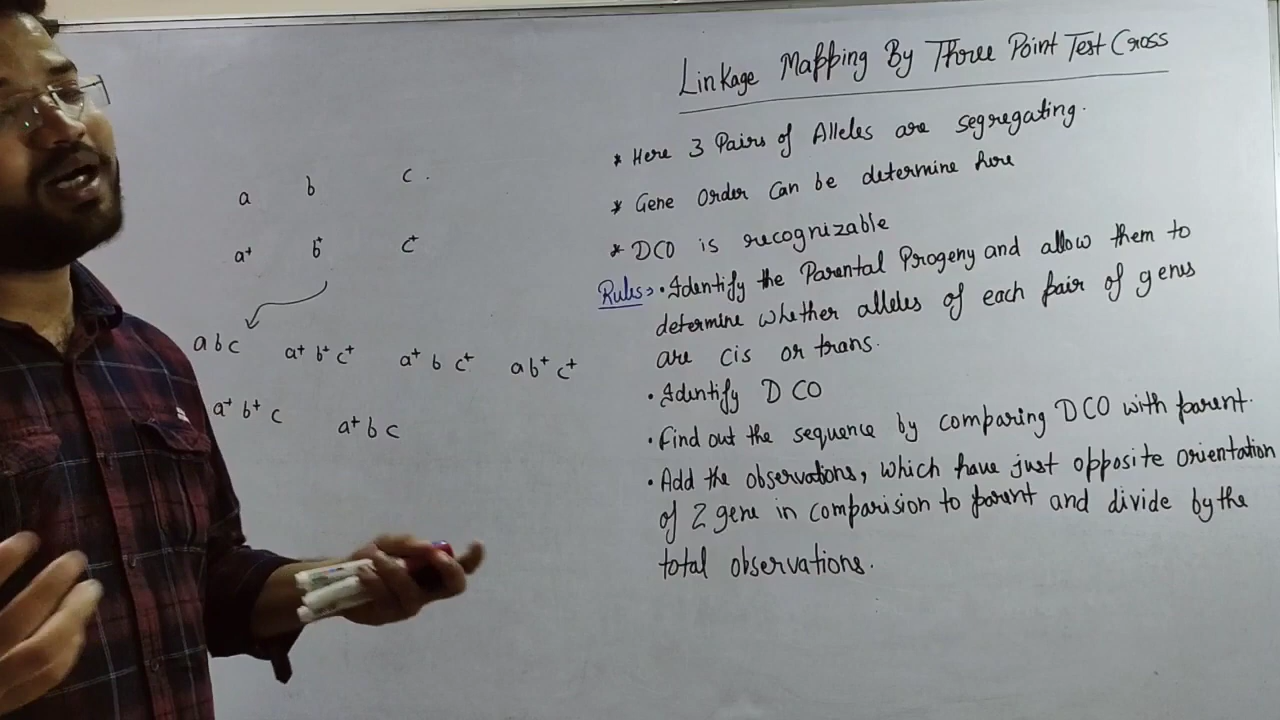 Linkage Mapping By Three Point Test Cross
* Here 3 Pairs of Alleles are segregating.
* Gene Order Can be determine here
* DCO is recognizable
Rules → • Identify the Parental Progeny and allow them to
determine whether alleles of each pair of genes
are cis or trans.
• Identify D CO
• Find out the sequence by comparing DCO with parent.
• Add the observations, which have just opposite orientation
of 2 gene in comparision to parent and divide by the
total observations.
a b c .
a⁺ b⁺ c⁺
a b c a⁺ b⁺ c⁺ a⁺ b c⁺ a b⁺ c⁺
a⁺ b⁺ c a⁺ b c